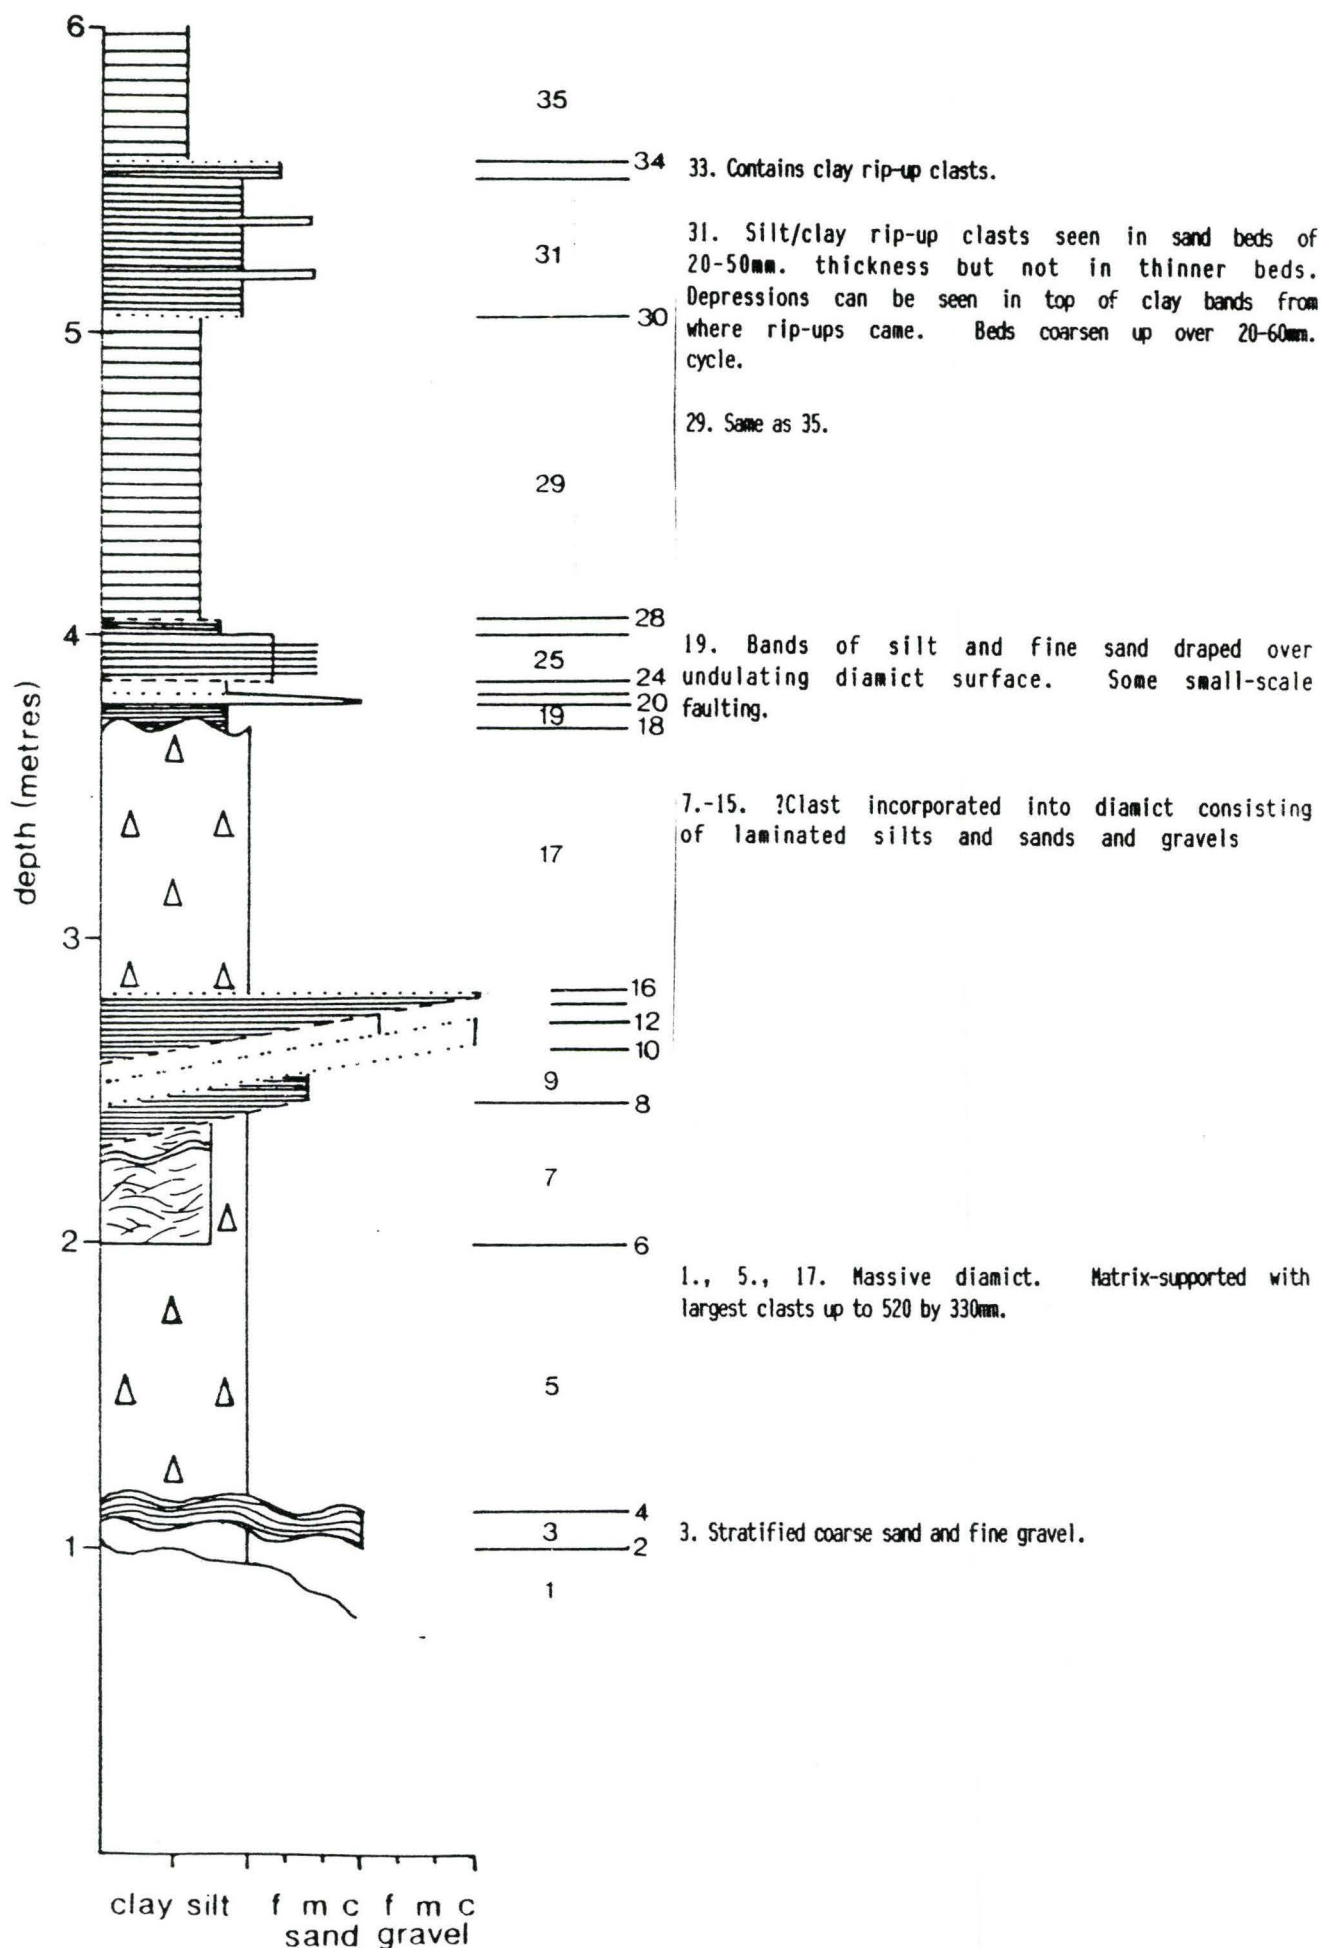 6
35
34
33. Contains clay rip-up clasts.
31. Silt/clay rip-up clasts seen in sand beds of
20-50mm. thickness but not in thinner beds.
Depressions can be seen in top of clay bands from
where rip-ups came. Beds coarsen up over 20-60mm.
cycle.
31
30
5
29. Same as 35.
29
28
4
25
24
20
19
18
19. Bands of silt and fine sand draped over
undulating diamict surface. Some small-scale
faulting.
depth (metres)
7.-15. ?Clast incorporated into diamict consisting
of laminated silts and sands and gravels
17
3
16
12
10
9
8
7
2
6
1., 5., 17. Massive diamict. Matrix-supported with
largest clasts up to 520 by 330mm.
5
4
3
2
3. Stratified coarse sand and fine gravel.
1
1
clay silt f m c f m c
sand gravel